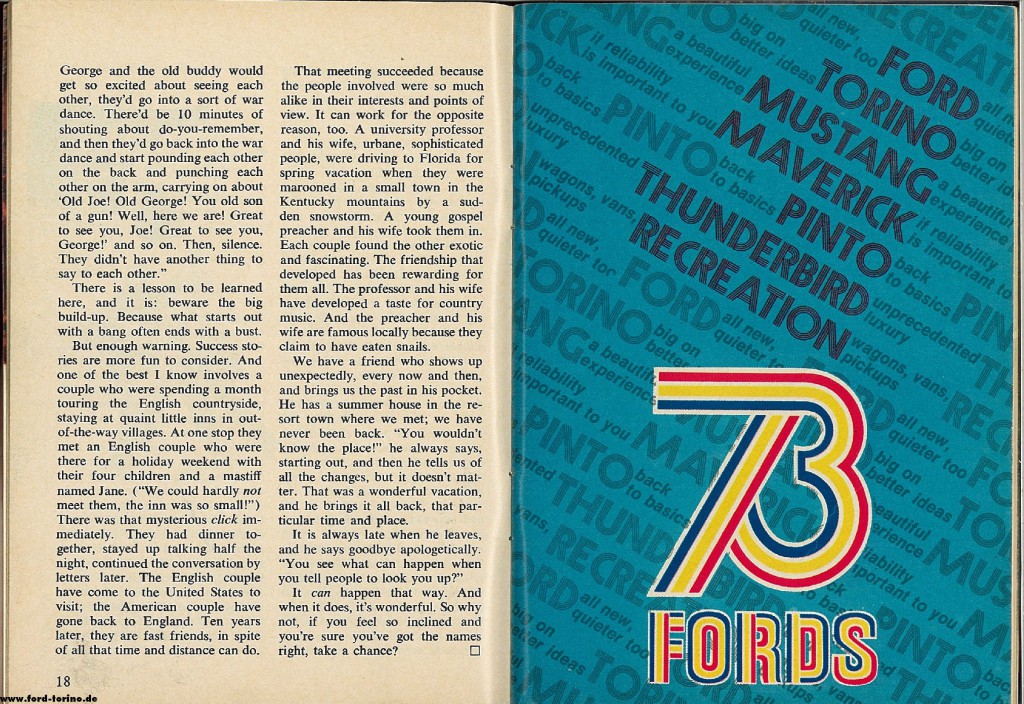 George and the old buddy would
get so excited about seeing each
other, they'd go into a sort of war
dance. There'd be 10 minutes of
shouting about do-you-remember,
and then they'd go back into the war
dance and start pounding each other
on the back and punching each
other on the arm, carrying on about
'Old Joe! Old George! You old son
of a gun! Well, here we are! Great
to see you, Joe! Great to see you,
George!' and so on. Then, silence.
They didn't have another thing to
say to each other."
There is a lesson to be learned
here, and it is: beware the big
build-up. Because what starts out
with a bang often ends with a bust.
But enough warning. Success sto-
ries are more fun to consider. And
one of the best I know involves a
couple who were spending a month
touring the English countryside,
staying at quaint little inns in out-
of-the-way villages. At one stop they
met an English couple who were
there for a holiday weekend with
their four children and a mastiff
named Jane. ("We could hardly not
meet them, the inn was so small!")
There was that mysterious click im-
mediately. They had dinner to-
gether, stayed up talking half the
night, continued the conversation by
letters later. The English couple
have come to the United States to
visit; the American couple have
gone back to England. Ten years
later, they are fast friends, in spite
of all that time and distance can do.
18
That meeting succeeded because
the people involved were so much
alike in their interests and points of
view. It can work for the opposite
reason, too. A university professor
and his wife, urbane, sophisticated
people, were driving to Florida for
spring vacation when they were
marooned in a small town in the
Kentucky mountains by a sud-
den snowstorm. A young gospel
preacher and his wife took them in.
Each couple found the other exotic
and fascinating. The friendship that
developed has been rewarding for
them all. The professor and his wife
have developed a taste for country
music. And the preacher and his
wife are famous locally because they
claim to have eaten snails.
We have a friend who shows up
unexpectedly, every now and then,
and brings us the past in his pocket.
He has a summer house in the re-
sort town where we met; we have
never been back. "You wouldn't
know the place!" he always says,
starting out, and then he tells us of
all the changes, but it doesn't mat-
ter. That was a wonderful vacation,
and he brings it all back, that par-
ticular time and place.
It is always late when he leaves,
and he says goodbye apologetically.
"You see what can happen when
you tell people to look you up?"
It can happen that way. And
when it does, it's wonderful. So why
not, if you feel so inclined and
you're sure you've got the names
right, take a chance?
FORD all new, quieter too
TORINO big on better ideas
MUSTANG a beautiful experience
MAVERICK if reliability is important to you
PINTO back to basics
THUNDERBIRD unprecedented luxury
RECREATION wagons, vans, pickups
73
FORDS
www.ford-torino.de